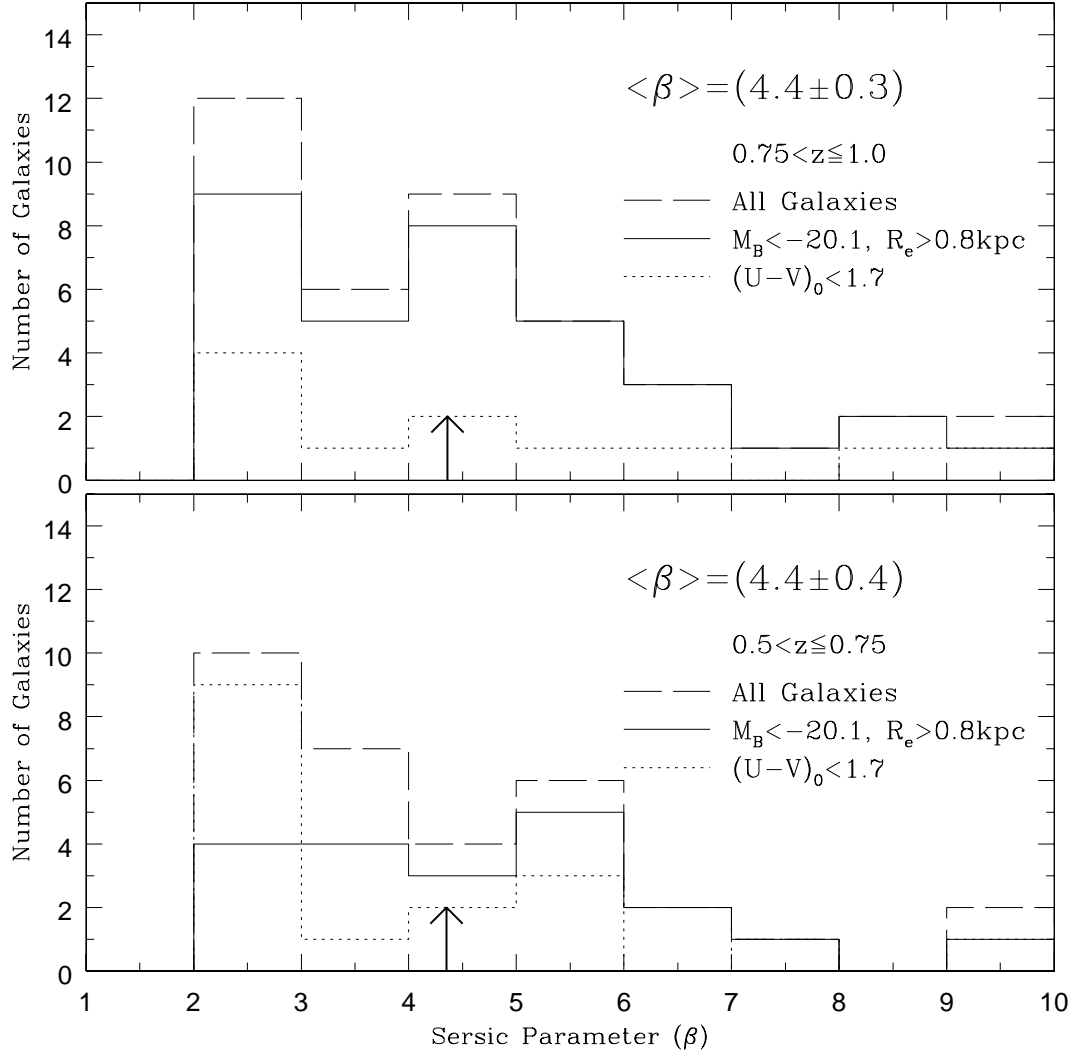 14
12
10
8
6
4
2
0
Number of Galaxies
<β>=(4.4±0.3)
0.75<z≦1.0
All Galaxies
M_B<−20.1, R_e>0.8kpc
(U−V)_0<1.7
14
12
10
8
6
4
2
0
Number of Galaxies
<β>=(4.4±0.4)
0.5<z≦0.75
All Galaxies
M_B<−20.1, R_e>0.8kpc
(U−V)_0<1.7
1 2 3 4 5 6 7 8 9 10
Sersic Parameter (β)